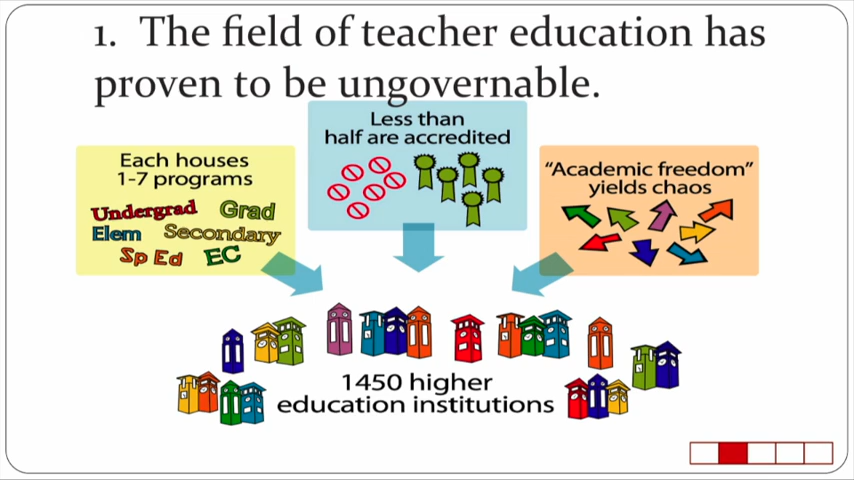 1. The field of teacher education has
proven to be ungovernable.
Less than
half are accredited
Each houses
1-7 programs
Undergrad Grad
Elem Secondary
Sp Ed EC
“Academic freedom”
yields chaos
1450 higher
education institutions